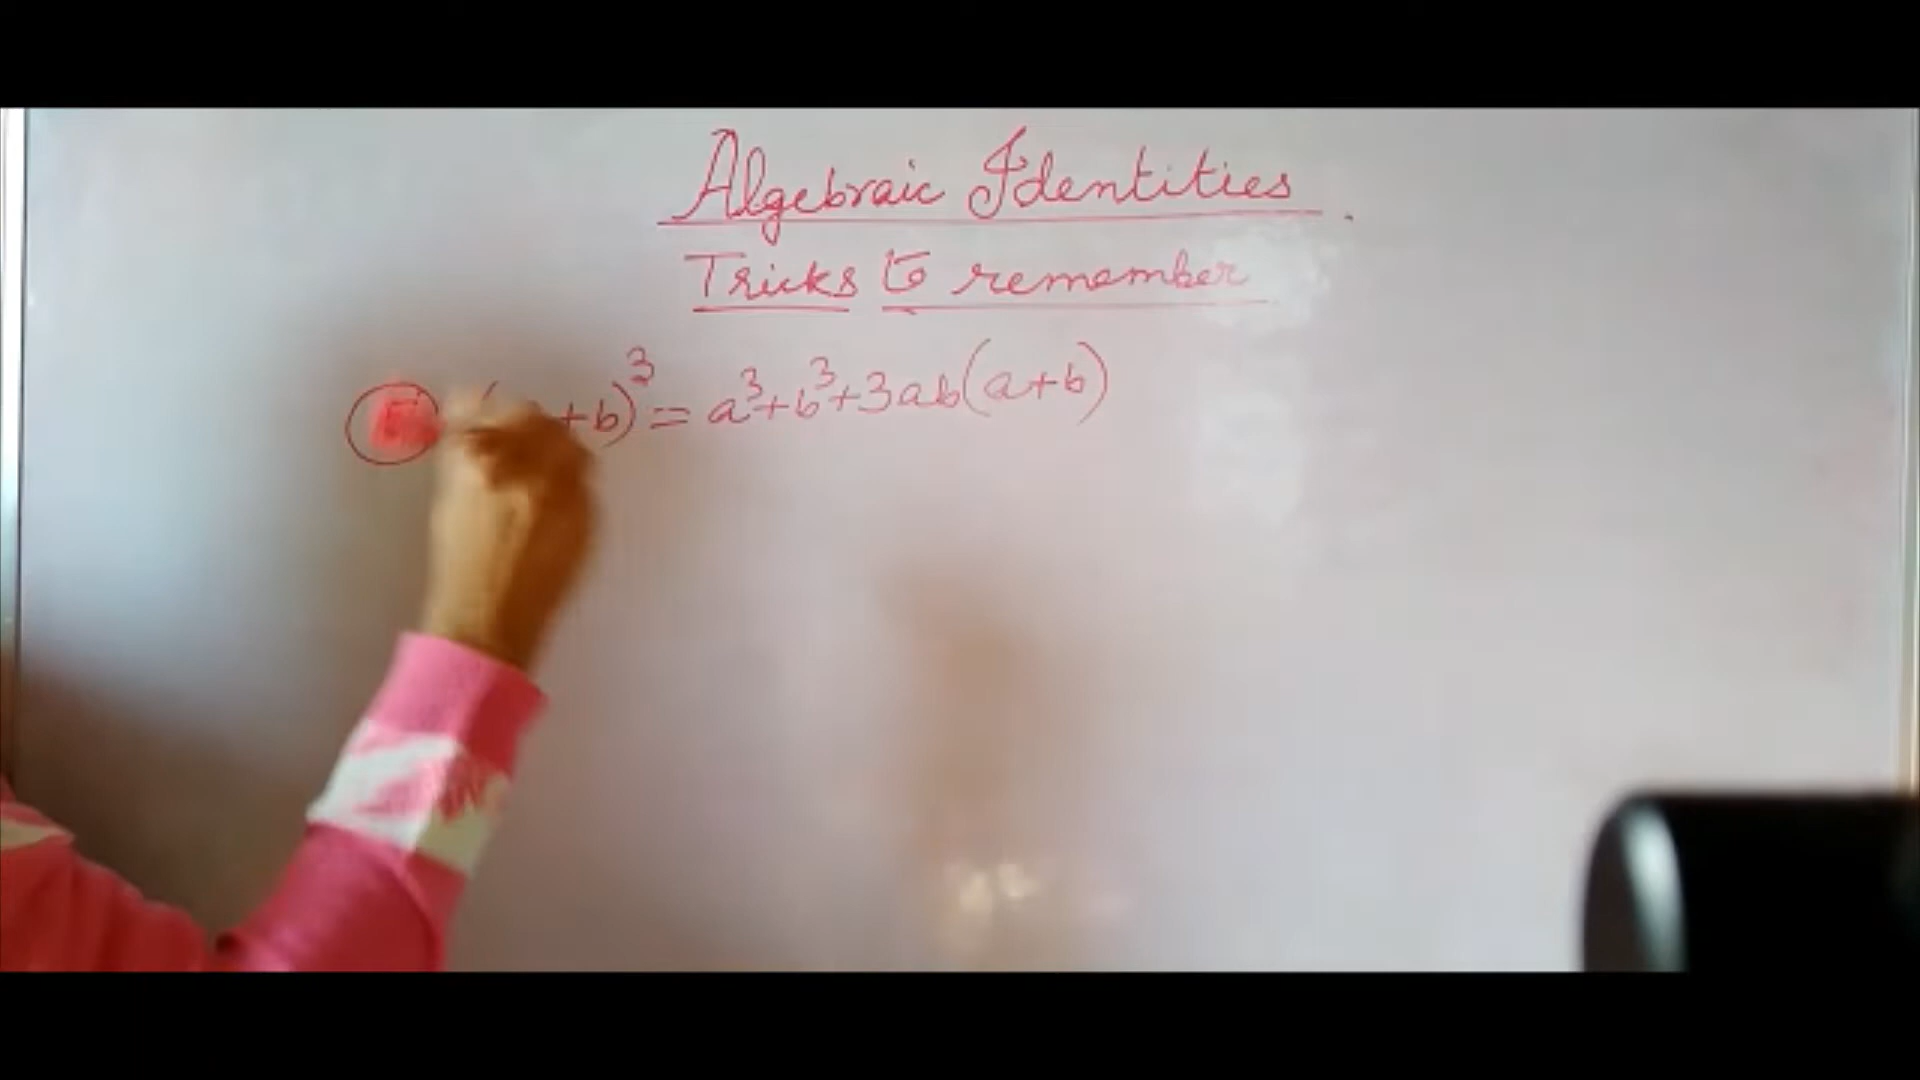 Algebraic Identities
Tricks to remember
+b)³ = a³+b³+3ab(a+b)